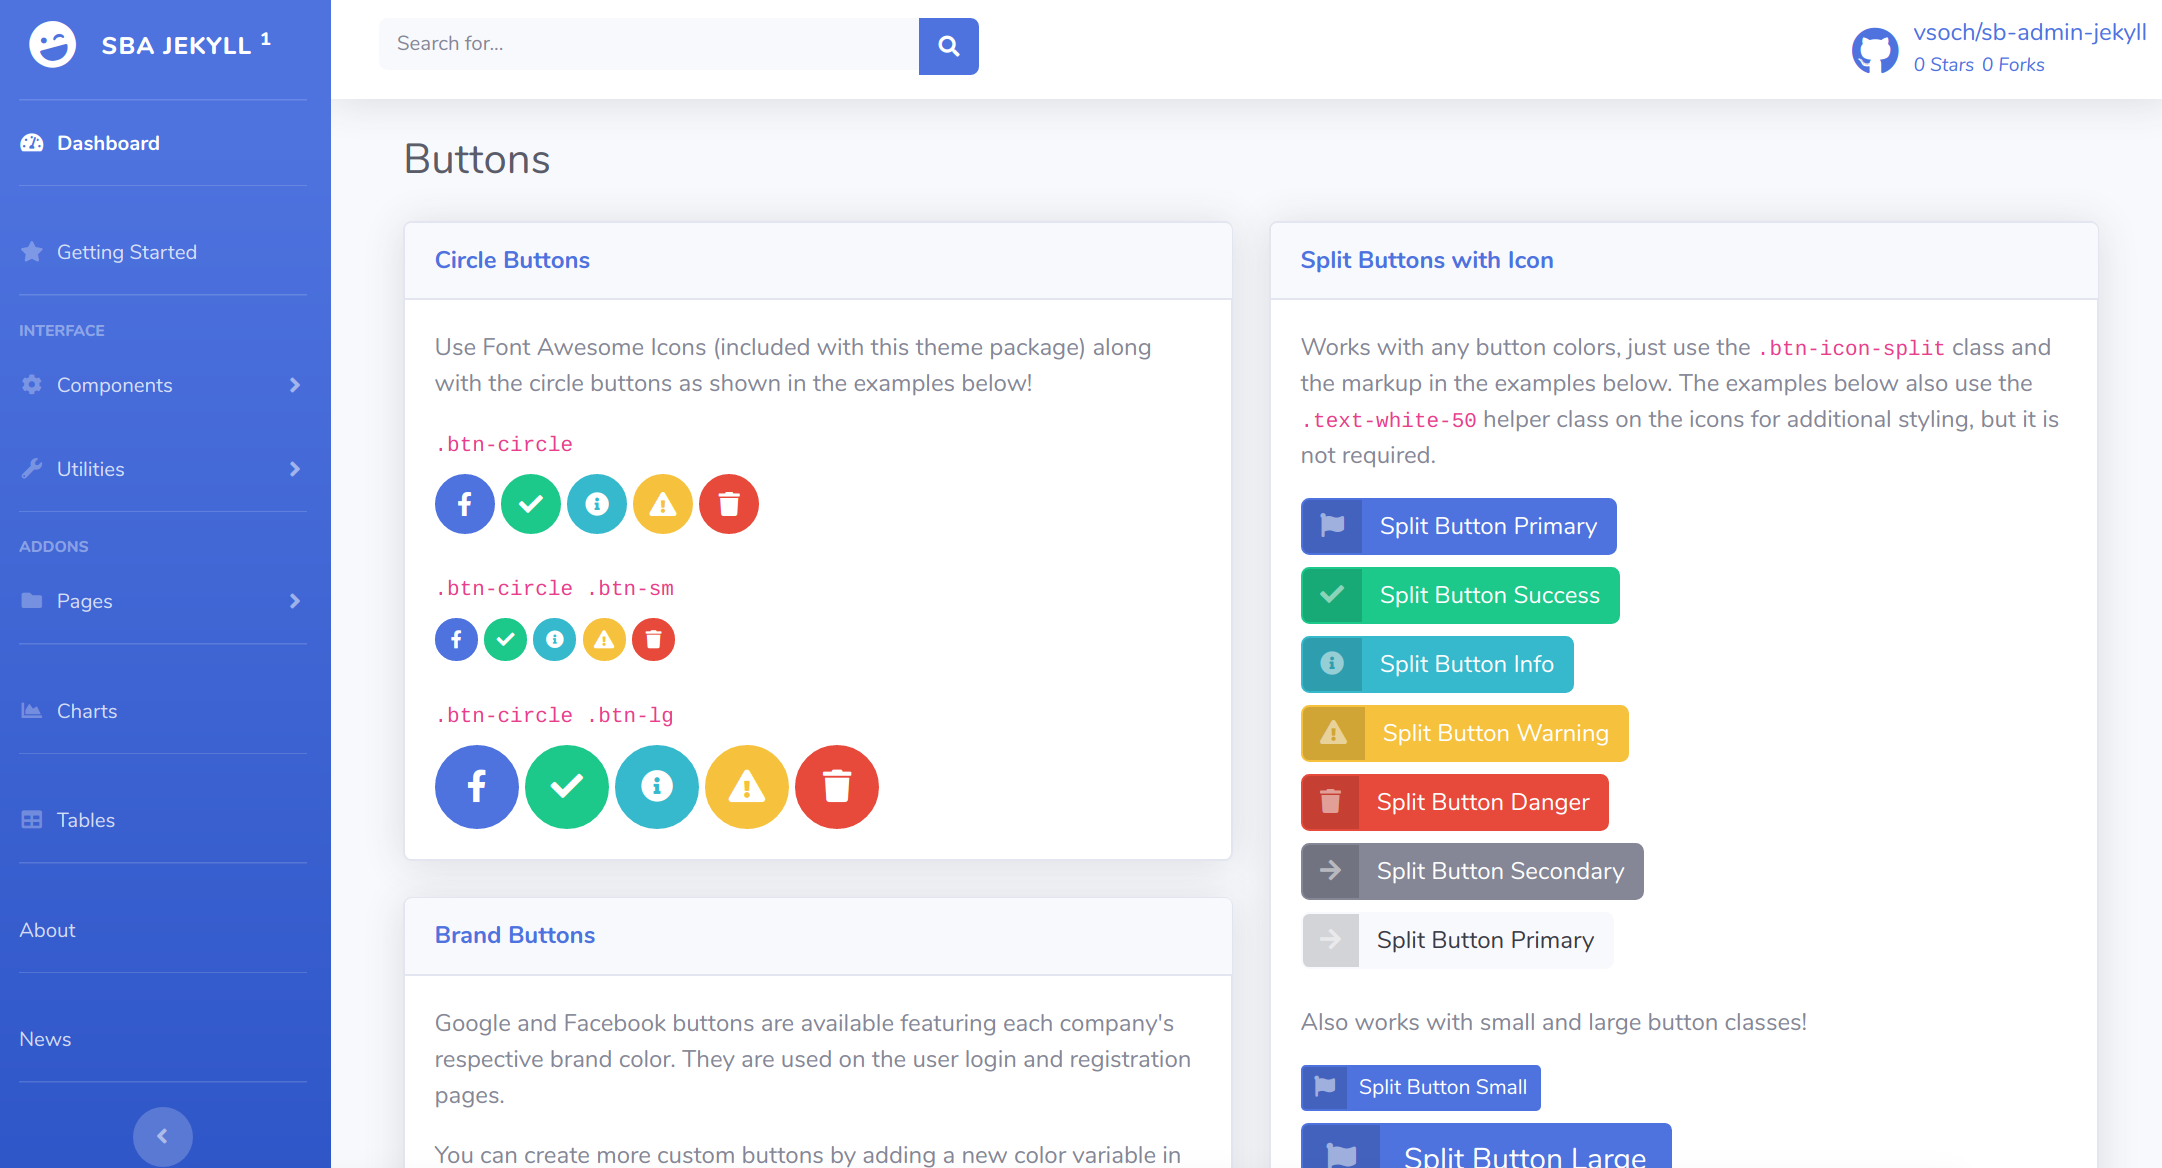 SBA JEKYLL 1
Dashboard
Getting Started
INTERFACE
Components
Utilities
ADDONS
Pages
Charts
Tables
About
News
Search for...
vsoch/sb-admin-jekyll
0 Stars 0 Forks
Buttons
Circle Buttons
Use Font Awesome Icons (included with this theme package) along
with the circle buttons as shown in the examples below!
.btn-circle
.btn-circle .btn-sm
.btn-circle .btn-lg
Brand Buttons
Google and Facebook buttons are available featuring each company's
respective brand color. They are used on the user login and registration
pages.
You can create more custom buttons by adding a new color variable in
Split Buttons with Icon
Works with any button colors, just use the .btn-icon-split class and
the markup in the examples below. The examples below also use the
.text-white-50 helper class on the icons for additional styling, but it is
not required.
Split Button Primary
Split Button Success
Split Button Info
Split Button Warning
Split Button Danger
Split Button Secondary
Split Button Primary
Also works with small and large button classes!
Split Button Small
Split Button Large